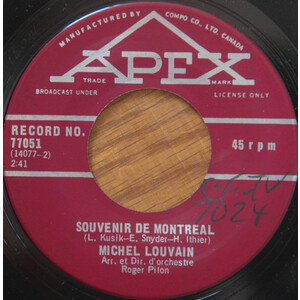 MANUFACTURED BY COMPO CO., LTD. CANADA
APEX
TRADE MARK
BROADCAST UNDER LICENSE ONLY
RECORD NO.
77051
45 rpm
(14077-2)
2:41
7024
SOUVENIR DE MONTREAL
(L. Kusik-E. Snyder-H. Ithier)
MICHEL LOUVAIN
Arr. et Dir. d'orchestre
Roger Pilon